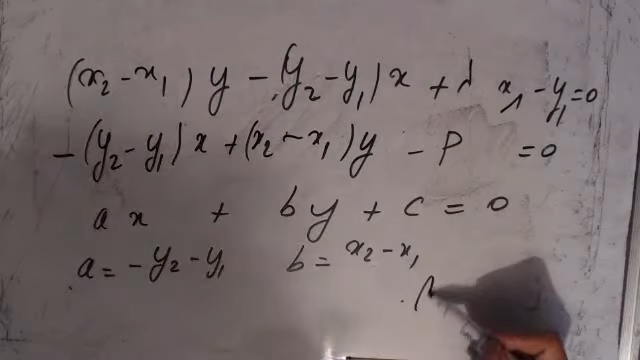 (x₂ - x₁) y - (y₂ - y₁) x + λ x₁ - y₁ = 0
- (y₂ - y₁) x + (x₂ - x₁) y - P = 0
a x + b y + c = 0
a = - y₂ - y₁ b = x₂ - x₁